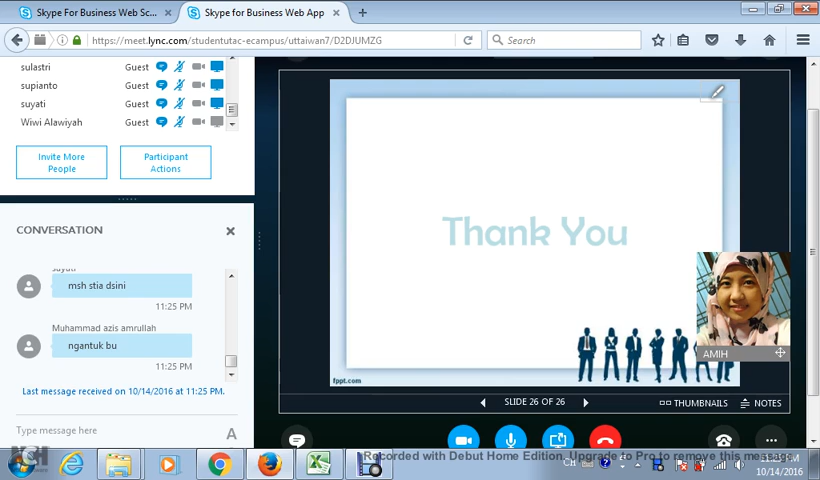 Skype For Business Web Sc...
Skype for Business Web App
https://meet.lync.com/studentutac-ecampus/uttaiwan7/D2DJUMZG
Search
sulastri Guest
supianto Guest
suyati Guest
Wiwi Alawiyah Guest
Invite More
People
Participant
Actions
CONVERSATION
suyati
msh stia dsini
11:25 PM
Muhammad azis amrullah
ngantuk bu
11:25 PM
Last message received on 10/14/2016 at 11:25 PM.
Type message here
A
Thank You
AMIH
fppt.com
SLIDE 26 OF 26
THUMBNAILS
NOTES
Recorded with Debut Home Edition. Upgrade to Pro to remove this message.
NCH
CH
10/14/2016